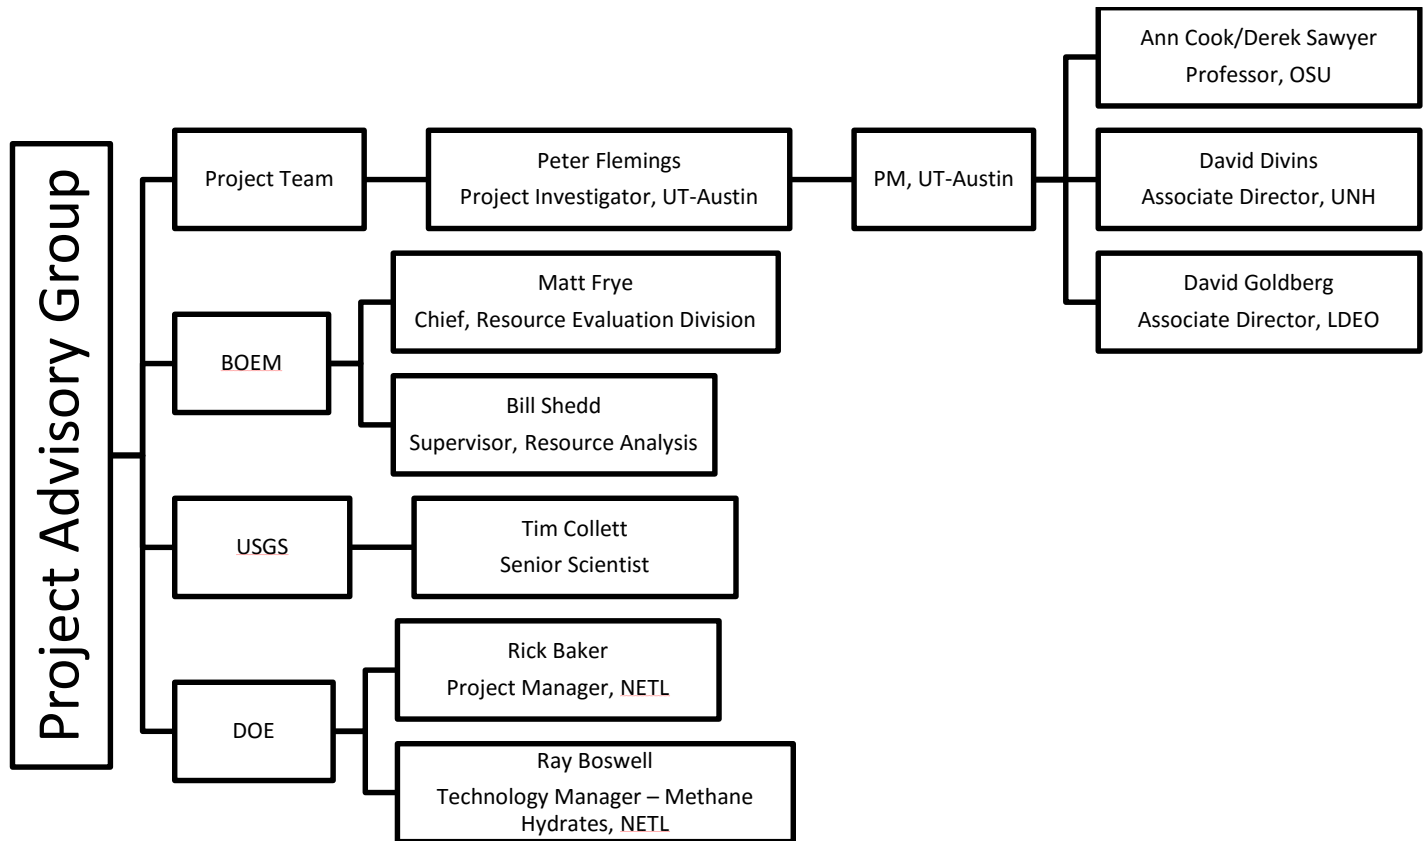 Project Advisory Group
Project Team
Peter Flemings
Project Investigator, UT-Austin
PM, UT-Austin
Ann Cook/Derek Sawyer
Professor, OSU
David Divins
Associate Director, UNH
David Goldberg
Associate Director, LDEO
BOEM
Matt Frye
Chief, Resource Evaluation Division
Bill Shedd
Supervisor, Resource Analysis
USGS
Tim Collett
Senior Scientist
DOE
Rick Baker
Project Manager, NETL
Ray Boswell
Technology Manager – Methane
Hydrates, NETL